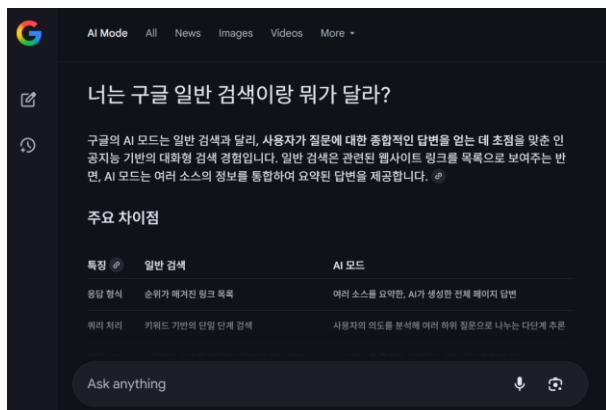 AI Mode All News Images Videos More
너는 구글 일반 검색이랑 뭐가 달라?
구글의 AI 모드는 일반 검색과 달리, 사용자가 질문에 대한 종합적인 답변을 얻는 데 초점을 맞춘 인
공지능 기반의 대화형 검색 경험입니다. 일반 검색은 관련된 웹사이트 링크를 목록으로 보여주는 반
면, AI 모드는 여러 소스의 정보를 통합하여 요약된 답변을 제공합니다.
주요 차이점
특징 일반 검색 AI 모드
응답 형식 순위가 매겨진 링크 목록 여러 소스를 요약한, AI가 생성한 전체 페이지 답변
쿼리 처리 키워드 기반의 단일 단계 검색 사용자의 의도를 분석해 여러 하위 질문으로 나누는 다단계 추론
Ask anything